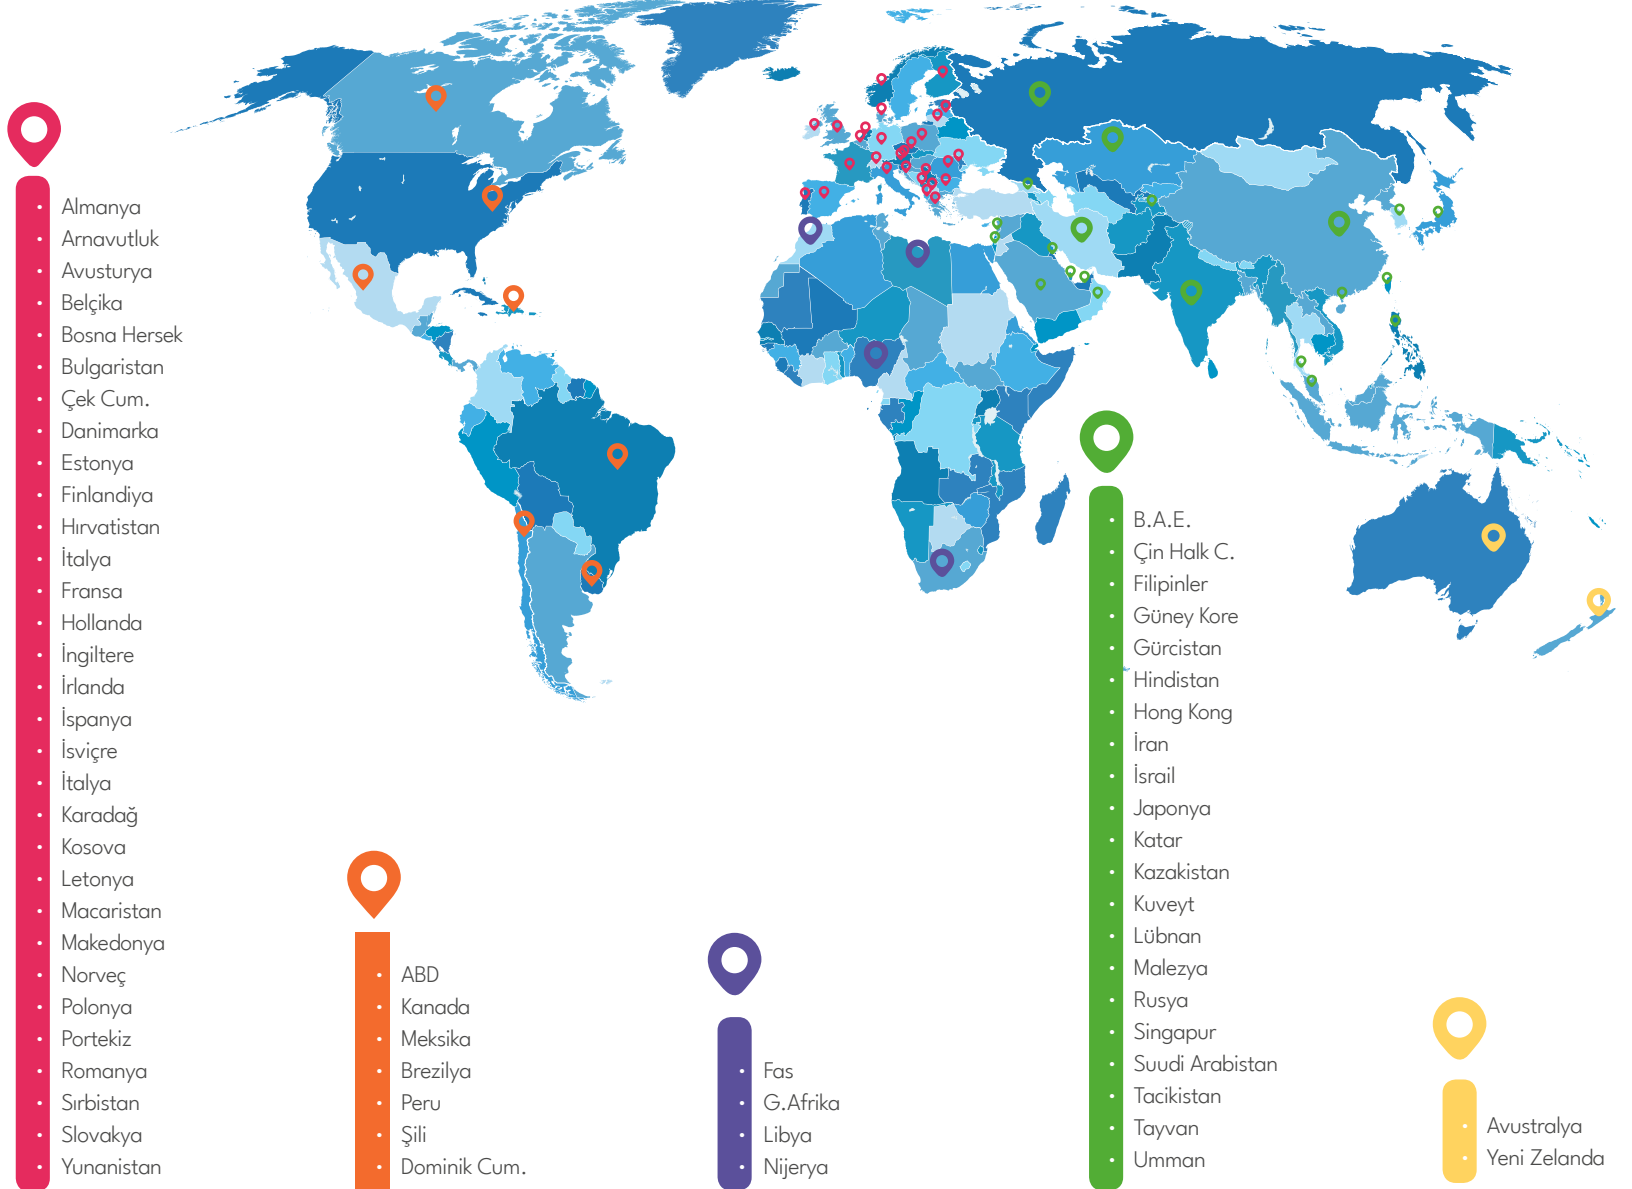 Almanya
Arnavutluk
Avusturya
Belçika
Bosna Hersek
Bulgaristan
Çek Cum.
Danimarka
Estonya
Finlandiya
Hırvatistan
İtalya
Fransa
Hollanda
İngiltere
İrlanda
İspanya
İsviçre
İtalya
Karadağ
Kosova
Letonya
Macaristan
Makedonya
Norveç
Polonya
Portekiz
Romanya
Sırbistan
Slovakya
Yunanistan
ABD
Kanada
Meksika
Brezilya
Peru
Şili
Dominik Cum.
Fas
G.Afrika
Libya
Nijerya
B.A.E.
Çin Halk C.
Filipinler
Güney Kore
Gürcistan
Hindistan
Hong Kong
İran
İsrail
Japonya
Katar
Kazakistan
Kuveyt
Lübnan
Malezya
Rusya
Singapur
Suudi Arabistan
Tacikistan
Tayvan
Umman
Avustralya
Yeni Zelanda